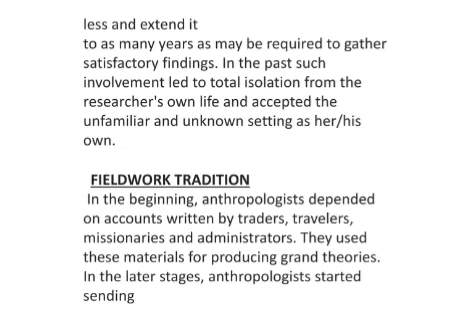 less and extend it
to as many years as may be required to gather
satisfactory findings. In the past such
involvement led to total isolation from the
researcher's own life and accepted the
unfamiliar and unknown setting as her/his
own.
FIELDWORK TRADITION
In the beginning, anthropologists depended
on accounts written by traders, travelers,
missionaries and administrators. They used
these materials for producing grand theories.
In the later stages, anthropologists started
sending